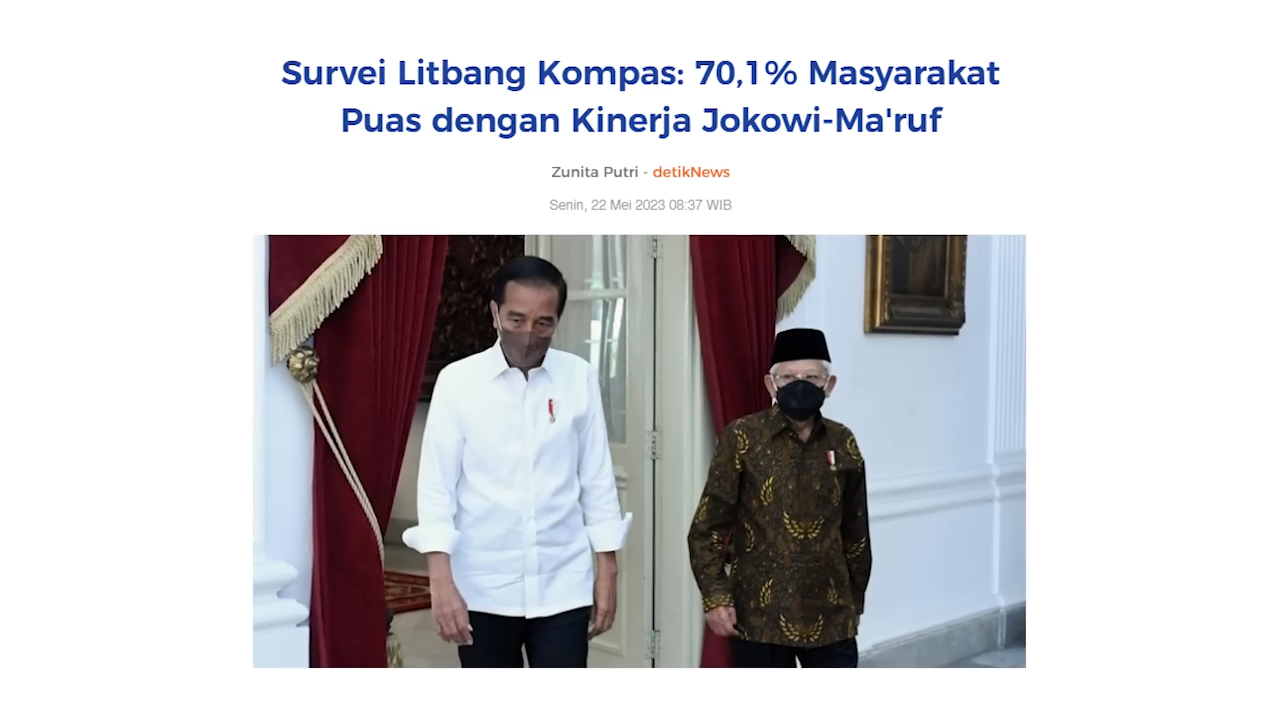 Survei Litbang Kompas: 70,1% Masyarakat
Puas dengan Kinerja Jokowi-Ma'ruf
Zunita Putri - detikNews
Senin, 22 Mei 2023 08:37 WIB